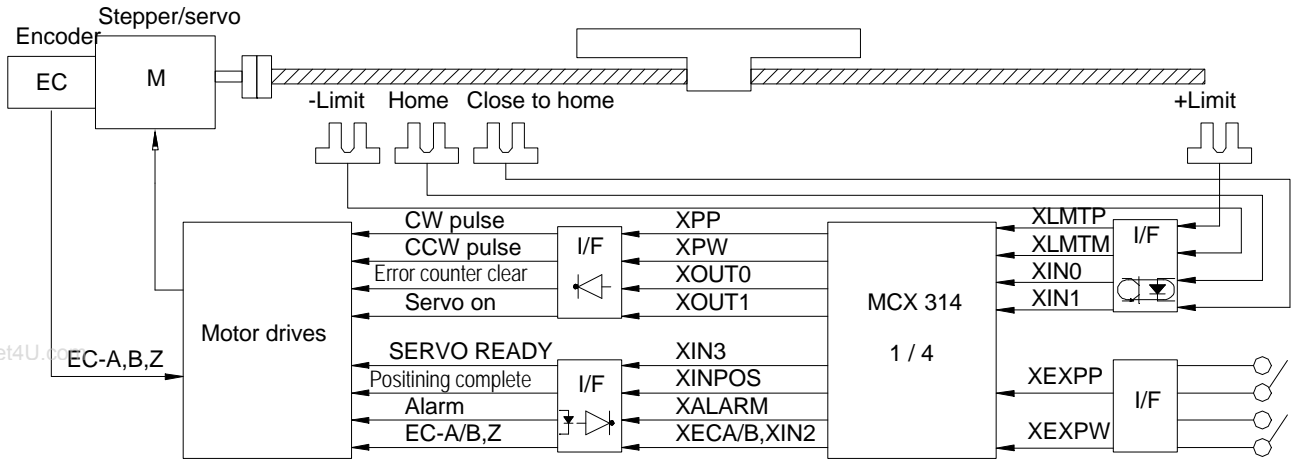 Stepper/servo
Encoder
EC
M
-Limit Home Close to home +Limit
CW pulse
CCW pulse
Error counter clear
Servo on
I/F
XPP
XPW
XOUT0
XOUT1
MCX 314
1 / 4
XLMTP
XLMTM
XIN0
XIN1
I/F
Motor drives
et4U.com
EC-A,B,Z
SERVO READY
Positining complete
Alarm
EC-A/B,Z
I/F
XIN3
XINPOS
XALARM
XECA/B,XIN2
XEXPP
XEXPW
I/F